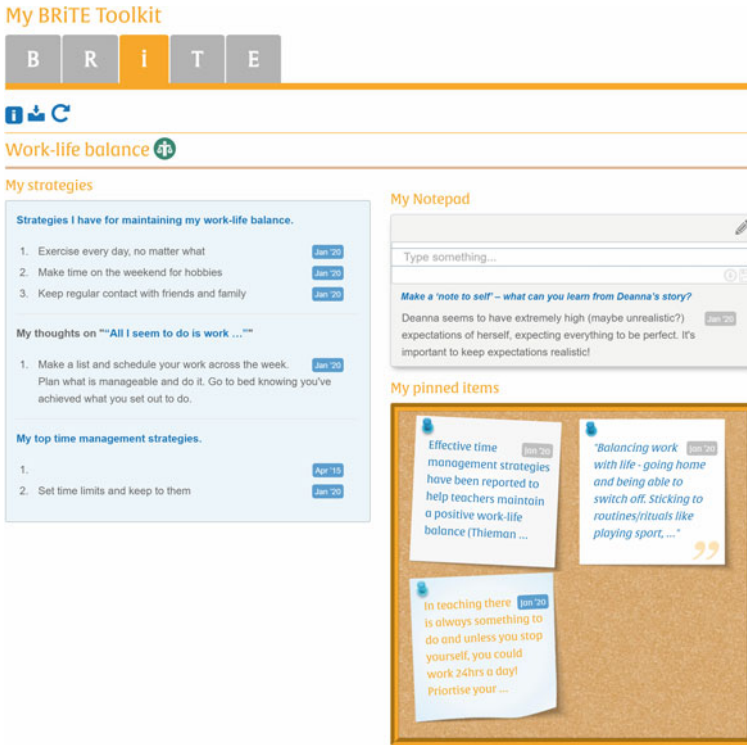 My BRiTE Toolkit
B R i T E
Work-life balance
My strategies
Strategies I have for maintaining my work-life balance.
1. Exercise every day, no matter what Jan '20
2. Make time on the weekend for hobbies Jan '20
3. Keep regular contact with friends and family Jan '20
My thoughts on "“All I seem to do is work ...”"
1. Make a list and schedule your work across the week. Jan '20
Plan what is manageable and do it. Go to bed knowing you've
achieved what you set out to do.
My top time management strategies.
1. Apr '15
2. Set time limits and keep to them Jan '20
My Notepad
Type something...
Make a 'note to self' – what can you learn from Deanna's story?
Deanna seems to have extremely high (maybe unrealistic?) Jan '20
expectations of herself, expecting everything to be perfect. It's
important to keep expectations realistic!
My pinned items
Effective time Jan '20
management strategies
have been reported to
help teachers maintain
a positive work-life
balance (Thieman ...
"Balancing work Jan '20
with life - going home
and being able to
switch off. Sticking to
routines/rituals like
playing sport, ..."
”
In teaching there Jan '20
is always something to
do and unless you stop
yourself, you could
work 24hrs a day!
Priortise your ...